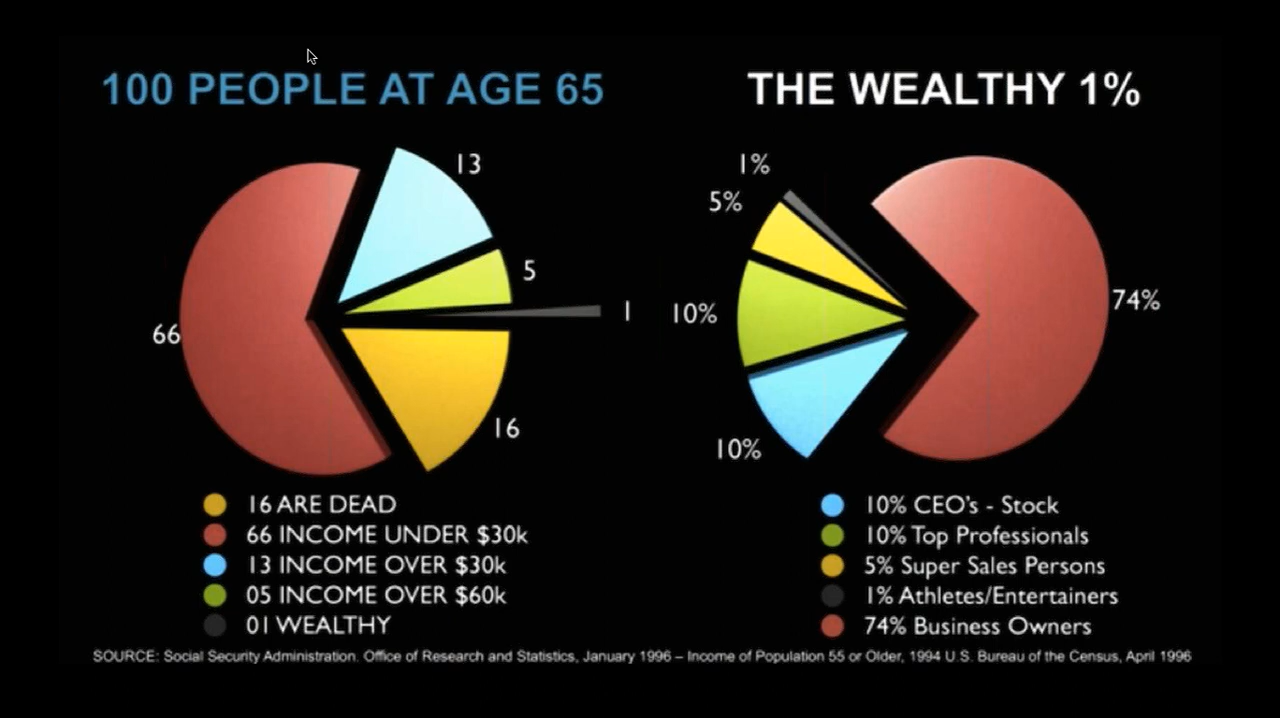 100 PEOPLE AT AGE 65
13
5
1
66
16
16 ARE DEAD
66 INCOME UNDER $30k
13 INCOME OVER $30k
05 INCOME OVER $60k
01 WEALTHY
THE WEALTHY 1%
1%
5%
10%
74%
10%
10% CEO's - Stock
10% Top Professionals
5% Super Sales Persons
1% Athletes/Entertainers
74% Business Owners
SOURCE: Social Security Administration. Office of Research and Statistics, January 1996 – Income of Population 55 or Older, 1994 U.S. Bureau of the Census, April 1996